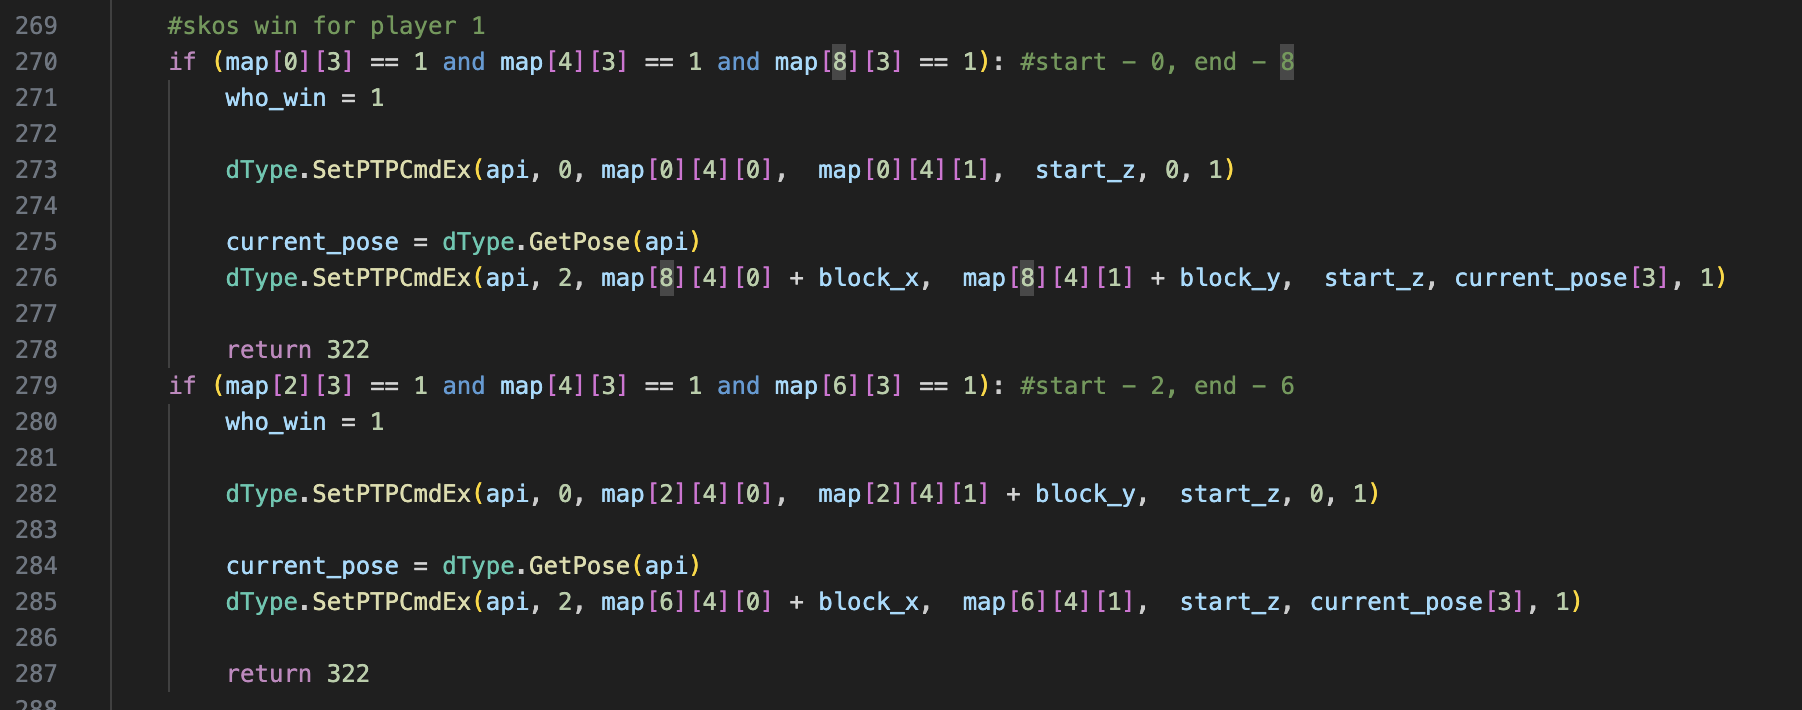 269 #skos win for player 1
270 if (map[0][3] == 1 and map[4][3] == 1 and map[8][3] == 1): #start - 0, end - 8
271 who_win = 1
272
273 dType.SetPTPCmdEx(api, 0, map[0][4][0],  map[0][4][1],  start_z, 0, 1)
274
275 current_pose = dType.GetPose(api)
276 dType.SetPTPCmdEx(api, 2, map[8][4][0] + block_x,  map[8][4][1] + block_y,  start_z, current_pose[3], 1)
277
278 return 322
279 if (map[2][3] == 1 and map[4][3] == 1 and map[6][3] == 1): #start - 2, end - 6
280 who_win = 1
281
282 dType.SetPTPCmdEx(api, 0, map[2][4][0],  map[2][4][1] + block_y,  start_z, 0, 1)
283
284 current_pose = dType.GetPose(api)
285 dType.SetPTPCmdEx(api, 2, map[6][4][0] + block_x,  map[6][4][1],  start_z, current_pose[3], 1)
286
287 return 322
288